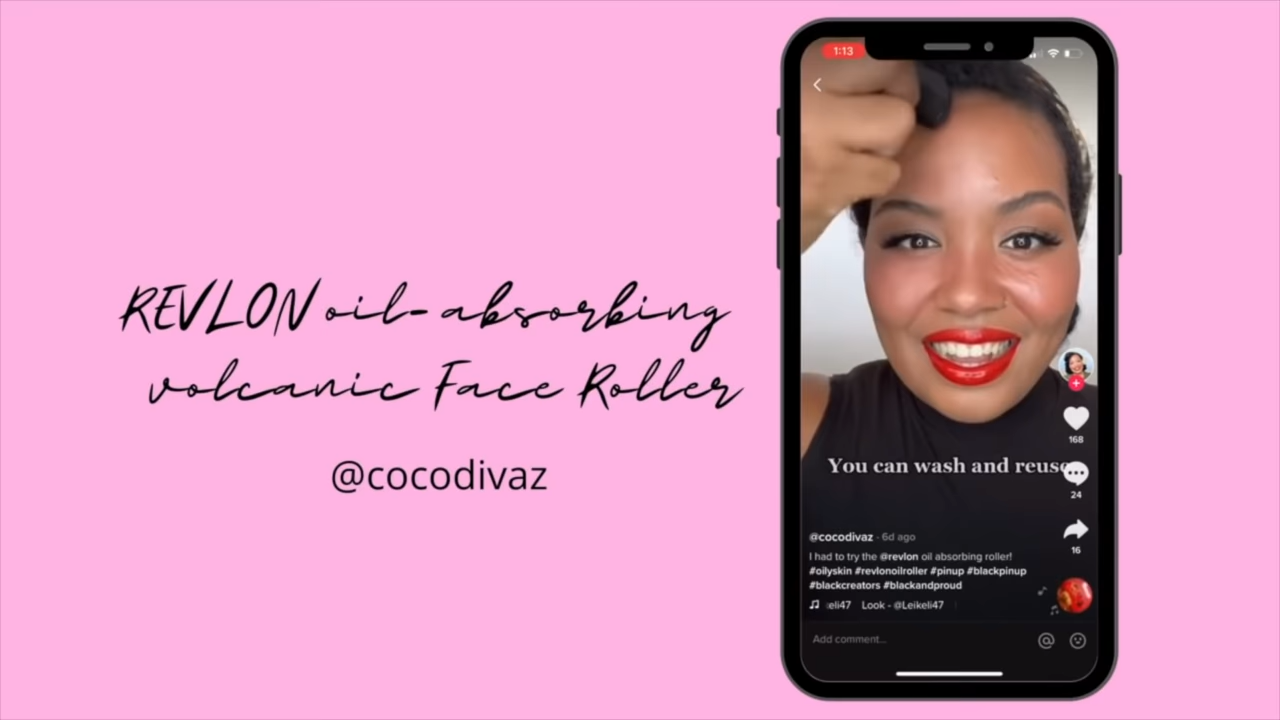 REVLON oil-absorbing
volcanic Face Roller
@cocodivaz
1:13
You can wash and reuse
168
24
16
@cocodivaz · 6d ago
I had to try the @revlon oil absorbing roller!
#oilyskin #revlonoilroller #pinup #blackpinup
#blackcreators #blackandproud
eli47 Look - @Leikeli47
Add comment...